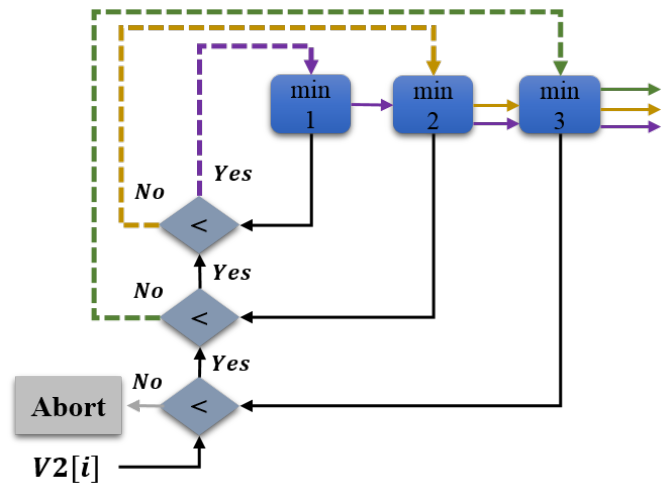 min
1
min
2
min
3
No
Yes
<
No
Yes
<
No
Yes
<
Abort
V2[i]